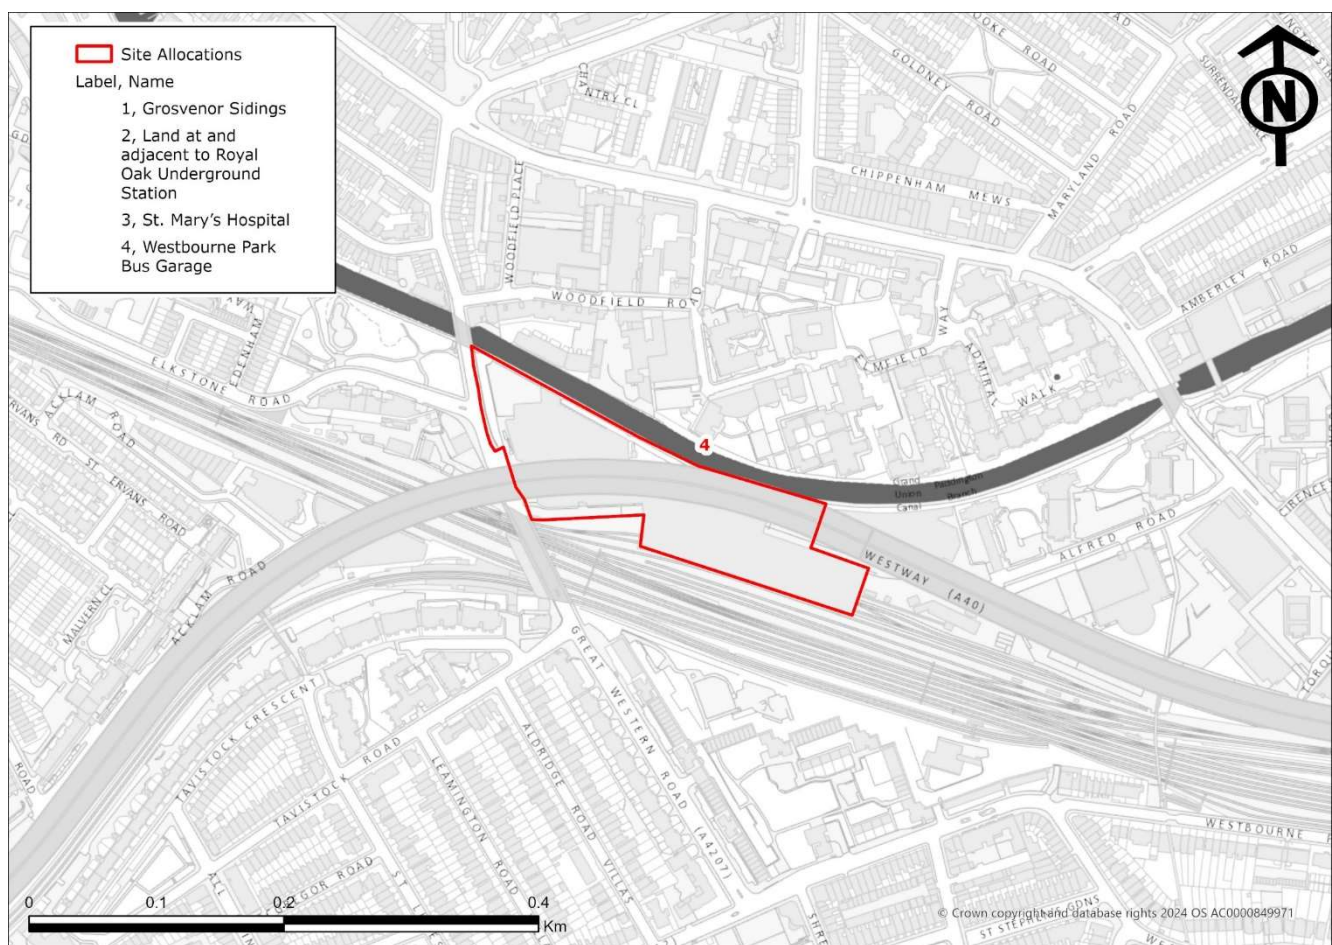 Site Allocations
Label, Name
1, Grosvenor Sidings
2, Land at and
adjacent to Royal
Oak Underground
Station
3, St. Mary's Hospital
4, Westbourne Park
Bus Garage
N
CHANTRY CL
GOLDNEY ROAD
MARYLAND ROAD
CHIPPENHAM MEWS
WOODFIELD PLACE
WOODFIELD ROAD
AMBERLEY ROAD
ELMFIELD WAY
ADMIRAL WALK
EDENHAM
ELKSTONE ROAD
ACKLAM ROAD
ST ERVANS ROAD
MALVERN CL
ACKLAM ROAD
4
Grand Union Canal
Paddington Branch
ALFRED ROAD
WESTWAY
(A40)
GREAT WESTERN ROAD (A4207)
TAVISTOCK CRESCENT
TAVISTOCK ROAD
LEAMINGTON ROAD
ALDRIDGE ROAD VILLAS
WESTBOURNE
ST STEPHENS GDNS
0 0.1 0.2 0.4
Km
© Crown copyright and database rights 2024 OS AC0000849971